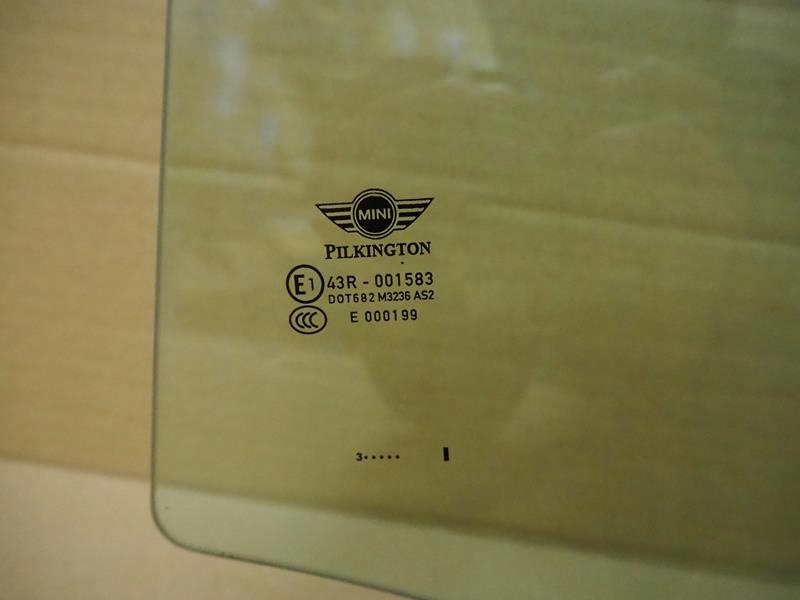 MINI
PILKINGTON
E1 43R - 001583
DOT682 M3236 AS2
CCC E 000199
3•••••